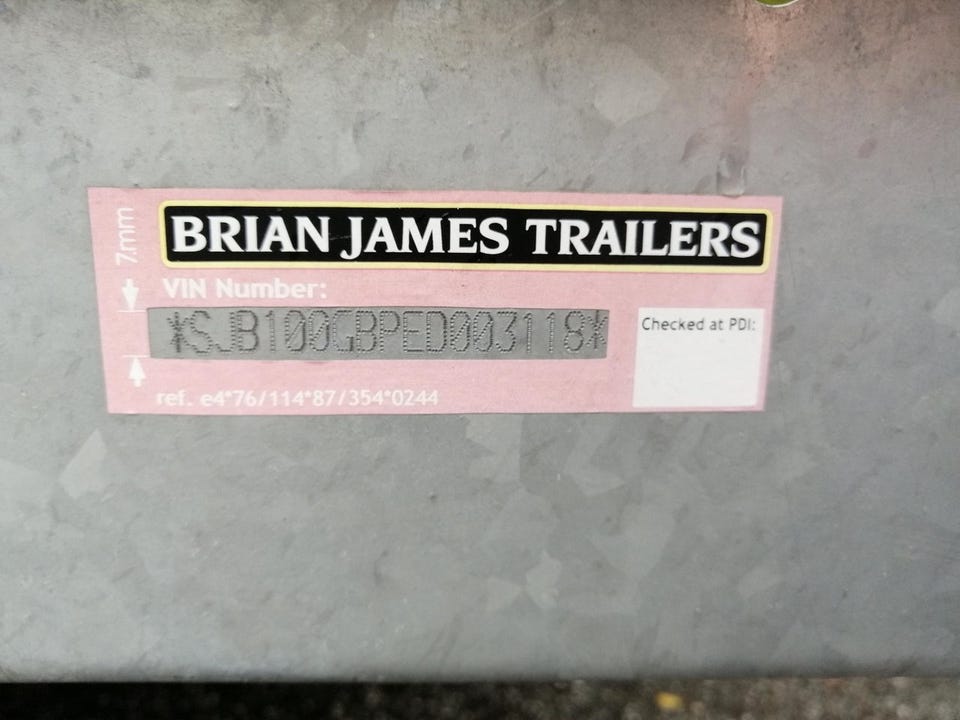 BRIAN JAMES TRAILERS
7mm
VIN Number:
*SJB100GBPED003118*
Checked at PDI:
ref. e4*76/114*87/354*0244